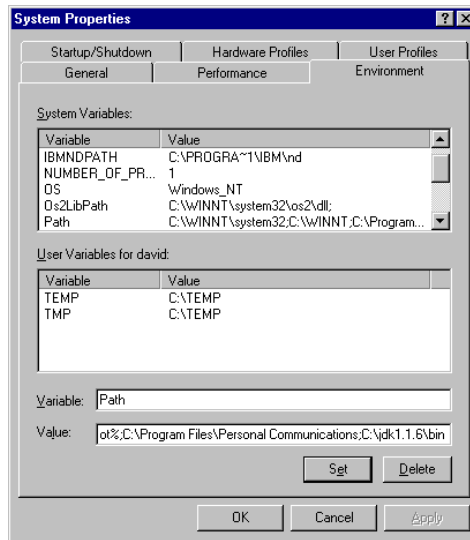 System Properties
Startup/Shutdown Hardware Profiles User Profiles
General Performance Environment
System Variables:
Variable Value
IBMNDPATH C:\PROGRA~1\IBM\nd
NUMBER_OF_PR... 1
OS Windows_NT
Os2LibPath C:\WINNT\system32\os2\dll;
Path C:\WINNT\system32;C:\WINNT;C:\Program...
User Variables for david:
Variable Value
TEMP C:\TEMP
TMP C:\TEMP
Variable: Path
Value: ot%;C:\Program Files\Personal Communications;C:\jdk1.1.6\bin
Set Delete
OK Cancel Apply